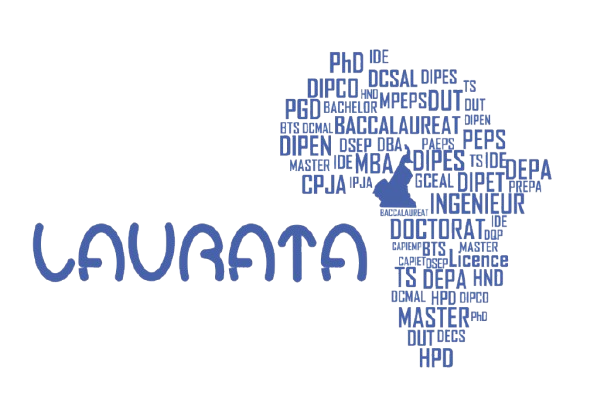 PhD IDE
DIPCO HND DCSAL DIPES TS
PGD BACHELOR MPEPS DUT DUT
BTS DCMAL BACCALAUREAT DIPEN
DIPEN DSEP DBA PAEPS PEPS
MASTER IDE MBA DIPES TS IDE DEPA
CPJA IPJA GCEAL DIPET PREPA
BACCALAUREAT INGENIEUR
DOCTORAT IDE DQP
CAPIEMP BTS MASTER
CAPIET DSEP Licence
TS DEPA HND
DCMAL HPD DIPCO
MASTER PhD
DUT DECS
HPD
LAURATA